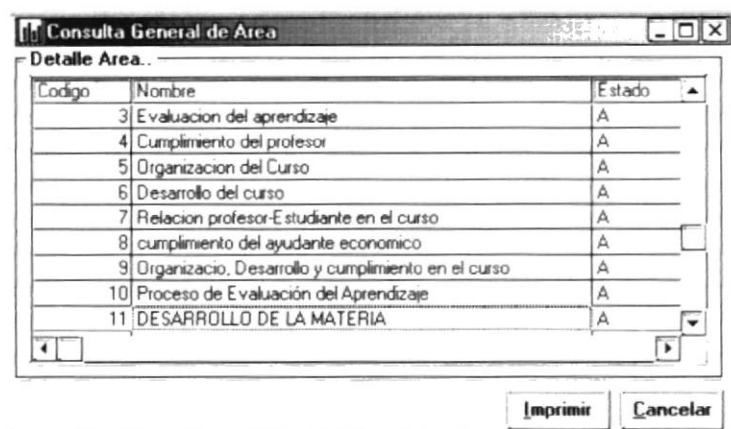 Consulta General de Area
Detalle Area..
Codigo Nombre Estado
3 Evaluacion del aprendizaje A
4 Cumplimiento del profesor A
5 Organizacion del Curso A
6 Desarrollo del curso A
7 Relacion profesor-Estudiante en el curso A
8 cumplimiento del ayudante economico A
9 Organizacio, Desarrollo y cumplimiento en el curso A
10 Proceso de Evaluación del Aprendizaje A
11 DESARROLLO DE LA MATERIA A
Imprimir Cancelar